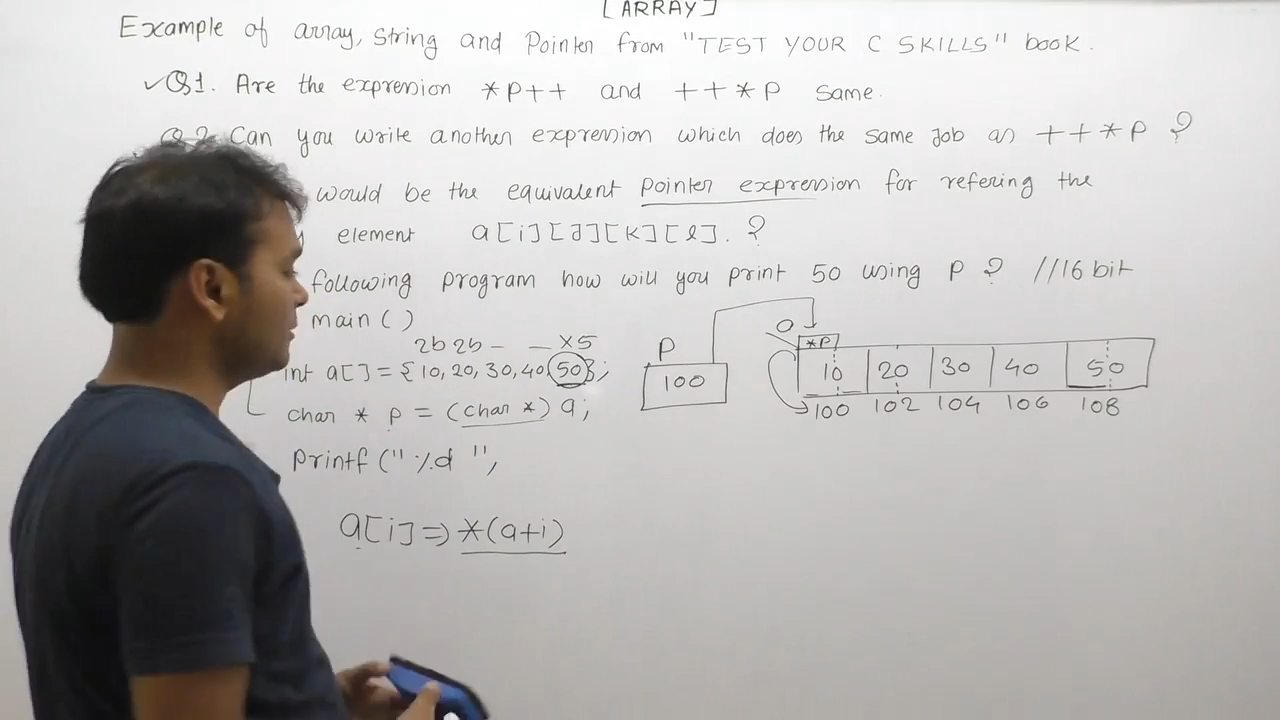 [ARRAY]
Example of array, string and Pointer from "TEST YOUR C SKILLS" book.
✓Q1. Are the expression *P++ and ++*P same.
Q.2 Can you write another expression which does the same job as ++*P ?
would be the equivalent pointer expression for refering the
element a[i][j][k][l]. ?
following program how will you print 50 using P ? //16 bit
main()
2b 2b - - X5
int a[] = {10, 20, 30, 40, 50};
char * p = (char *) a;
printf (" %d ",
a[i] => *(a+i)
P
100
0
*P
10 20 30 40 50
100 102 104 106 108